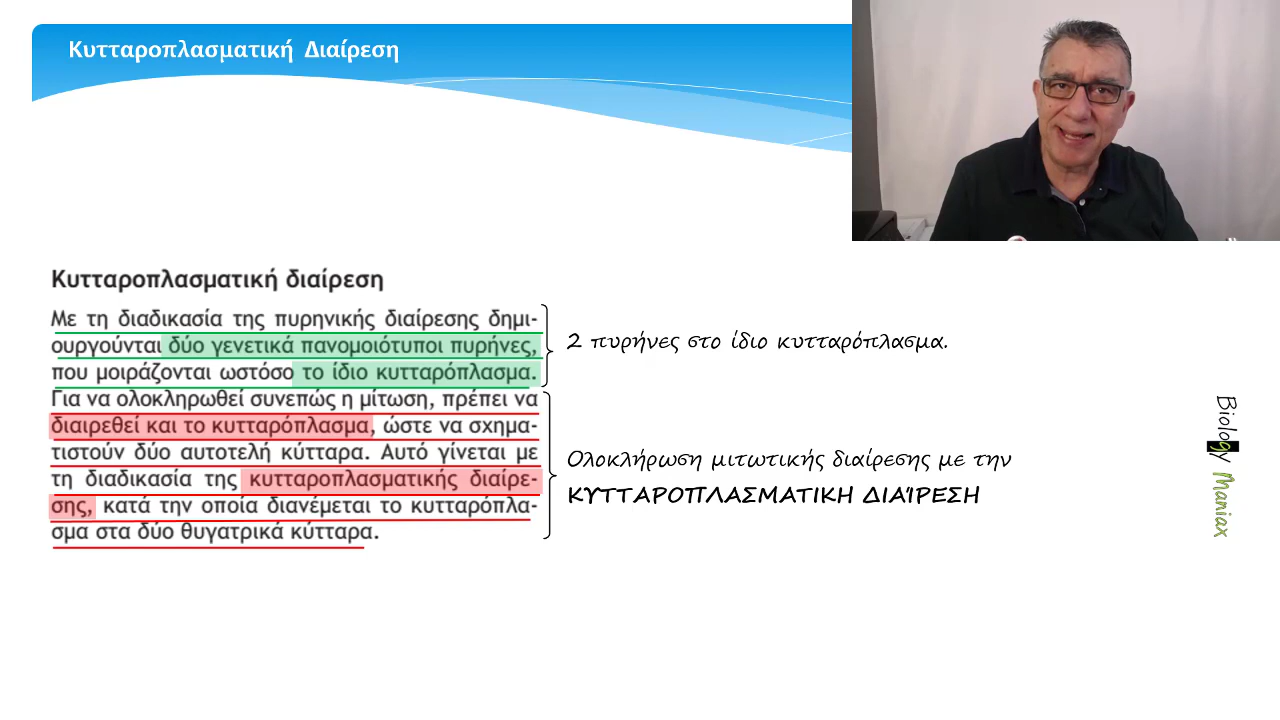 Κυτταροπλασματική Διαίρεση
Κυτταροπλασματική διαίρεση
Με τη διαδικασία της πυρηνικής διαίρεσης δημι-
ουργούνται δύο γενετικά πανομοιότυποι πυρήνες,
που μοιράζονται ωστόσο το ίδιο κυτταρόπλασμα.
Για να ολοκληρωθεί συνεπώς η μίτωση, πρέπει να
διαιρεθεί και το κυτταρόπλασμα, ώστε να σχημα-
τιστούν δύο αυτοτελή κύτταρα. Αυτό γίνεται με
τη διαδικασία της κυτταροπλασματικής διαίρε-
σης, κατά την οποία διανέμεται το κυτταρόπλα-
σμα στα δύο θυγατρικά κύτταρα.
2 πυρήνες στο ίδιο κυτταρόπλασμα.
Ολοκλήρωση μιτωτικής διαίρεσης με την
ΚΥΤΤΑΡΟΠΛΑΣΜΑΤΙΚΗ ΔΙΑΊΡΕΣΗ
Biology Maniax